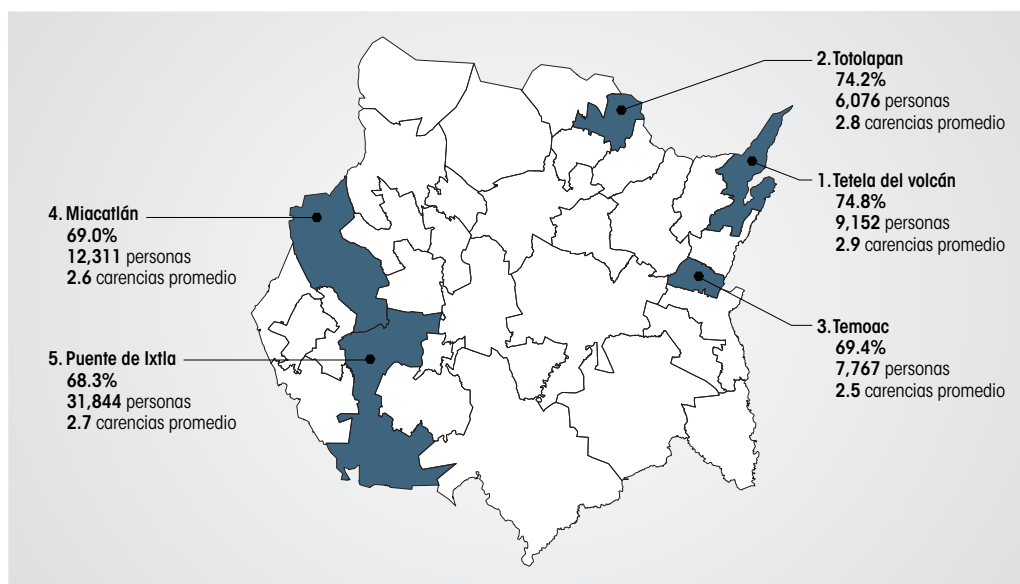 2. Totolapan
74.2%
6,076 personas
2.8 carencias promedio
1. Tetela del volcán
74.8%
9,152 personas
2.9 carencias promedio
4. Miacatlán
69.0%
12,311 personas
2.6 carencias promedio
3. Temoac
69.4%
7,767 personas
2.5 carencias promedio
5. Puente de Ixtla
68.3%
31,844 personas
2.7 carencias promedio